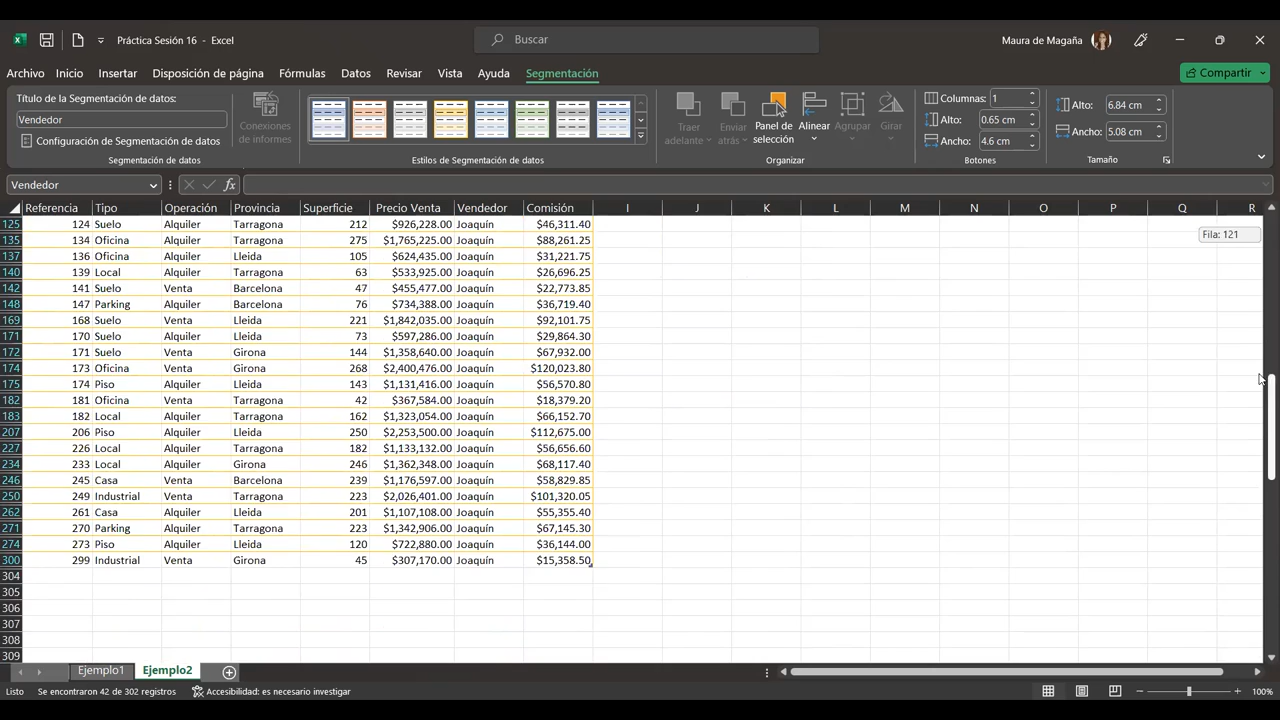 Práctica Sesión 16 - Excel
Buscar
Maura de Magaña
Archivo Inicio Insertar Disposición de página Fórmulas Datos Revisar Vista Ayuda Segmentación
Compartir
Título de la Segmentación de datos:
Vendedor
Configuración de Segmentación de datos
Segmentación de datos
Conexiones de informes
Estilos de Segmentación de datos
Traer adelante
Enviar atrás
Panel de selección
Alinear
Agrupar
Girar
Organizar
Columnas: 1
Alto: 0.65 cm
Ancho: 4.6 cm
Botones
Alto: 6.84 cm
Ancho: 5.08 cm
Tamaño
Vendedor
fx
Referencia Tipo Operación Provincia Superficie Precio Venta Vendedor Comisión I J K L M N O P Q R
125 124 Suelo Alquiler Tarragona 212 $926,228.00 Joaquín $46,311.40
135 134 Oficina Alquiler Tarragona 275 $1,765,225.00 Joaquín $88,261.25
137 136 Oficina Alquiler Lleida 105 $624,435.00 Joaquín $31,221.75
140 139 Local Alquiler Tarragona 63 $533,925.00 Joaquín $26,696.25
142 141 Suelo Venta Barcelona 47 $455,477.00 Joaquín $22,773.85
148 147 Parking Alquiler Barcelona 76 $734,388.00 Joaquín $36,719.40
169 168 Suelo Venta Lleida 221 $1,842,035.00 Joaquín $92,101.75
171 170 Suelo Alquiler Lleida 73 $597,286.00 Joaquín $29,864.30
172 171 Suelo Venta Girona 144 $1,358,640.00 Joaquín $67,932.00
174 173 Oficina Venta Girona 268 $2,400,476.00 Joaquín $120,023.80
175 174 Piso Alquiler Lleida 143 $1,131,416.00 Joaquín $56,570.80
182 181 Oficina Venta Tarragona 42 $367,584.00 Joaquín $18,379.20
183 182 Local Alquiler Tarragona 162 $1,323,054.00 Joaquín $66,152.70
207 206 Piso Alquiler Lleida 250 $2,253,500.00 Joaquín $112,675.00
227 226 Local Alquiler Tarragona 182 $1,133,132.00 Joaquín $56,656.60
234 233 Local Alquiler Girona 246 $1,362,348.00 Joaquín $68,117.40
246 245 Casa Venta Barcelona 239 $1,176,597.00 Joaquín $58,829.85
250 249 Industrial Venta Tarragona 223 $2,026,401.00 Joaquín $101,320.05
262 261 Casa Alquiler Lleida 201 $1,107,108.00 Joaquín $55,355.40
271 270 Parking Alquiler Tarragona 223 $1,342,906.00 Joaquín $67,145.30
274 273 Piso Alquiler Lleida 120 $722,880.00 Joaquín $36,144.00
300 299 Industrial Venta Girona 45 $307,170.00 Joaquín $15,358.50
304
305
306
307
308
309
Fila: 121
Ejemplo1 Ejemplo2
Listo Se encontraron 42 de 302 registros Accesibilidad: es necesario investigar
100%